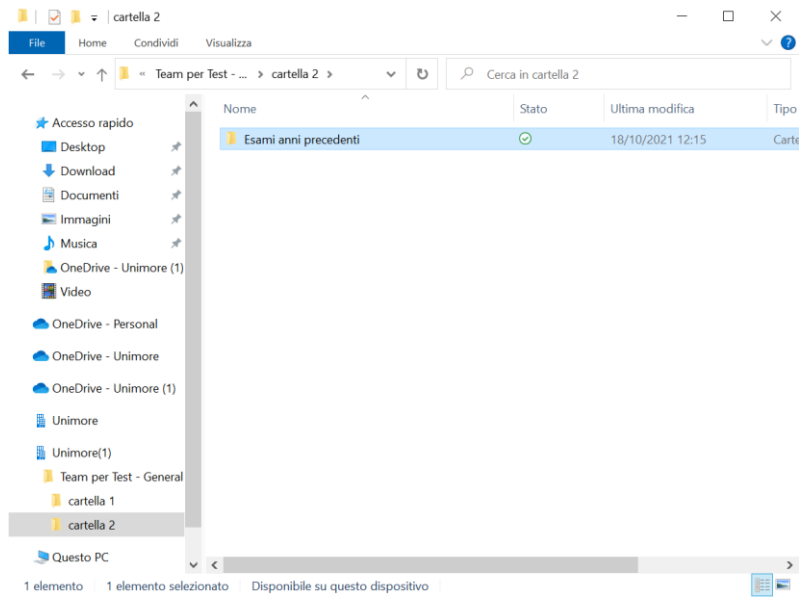 cartella 2
File Home Condividi Visualizza
« Team per Test - ... > cartella 2 > Cerca in cartella 2
Nome Stato Ultima modifica Tipo
Esami anni precedenti 18/10/2021 12:15 Carte
Accesso rapido
Desktop
Download
Documenti
Immagini
Musica
OneDrive - Unimore (1)
Video
OneDrive - Personal
OneDrive - Unimore
OneDrive - Unimore (1)
Unimore
Unimore(1)
Team per Test - General
cartella 1
cartella 2
Questo PC
1 elemento 1 elemento selezionato Disponibile su questo dispositivo